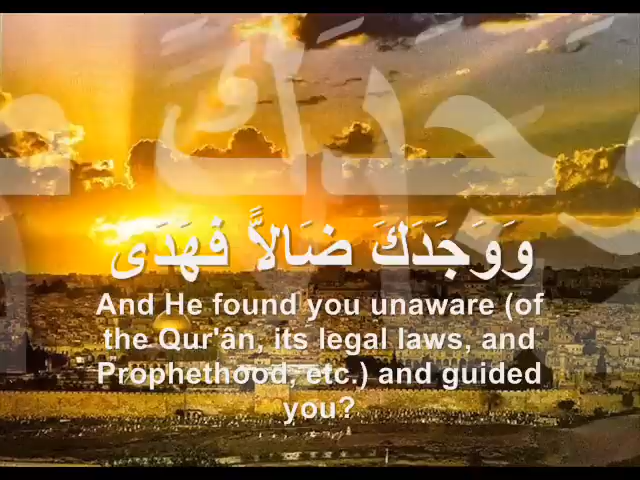 وَوَجَدَكَ ضَالاًّ فَهَدَى
And He found you unaware (of
the Qur'ân, its legal laws, and
Prophethood, etc.) and guided
you?